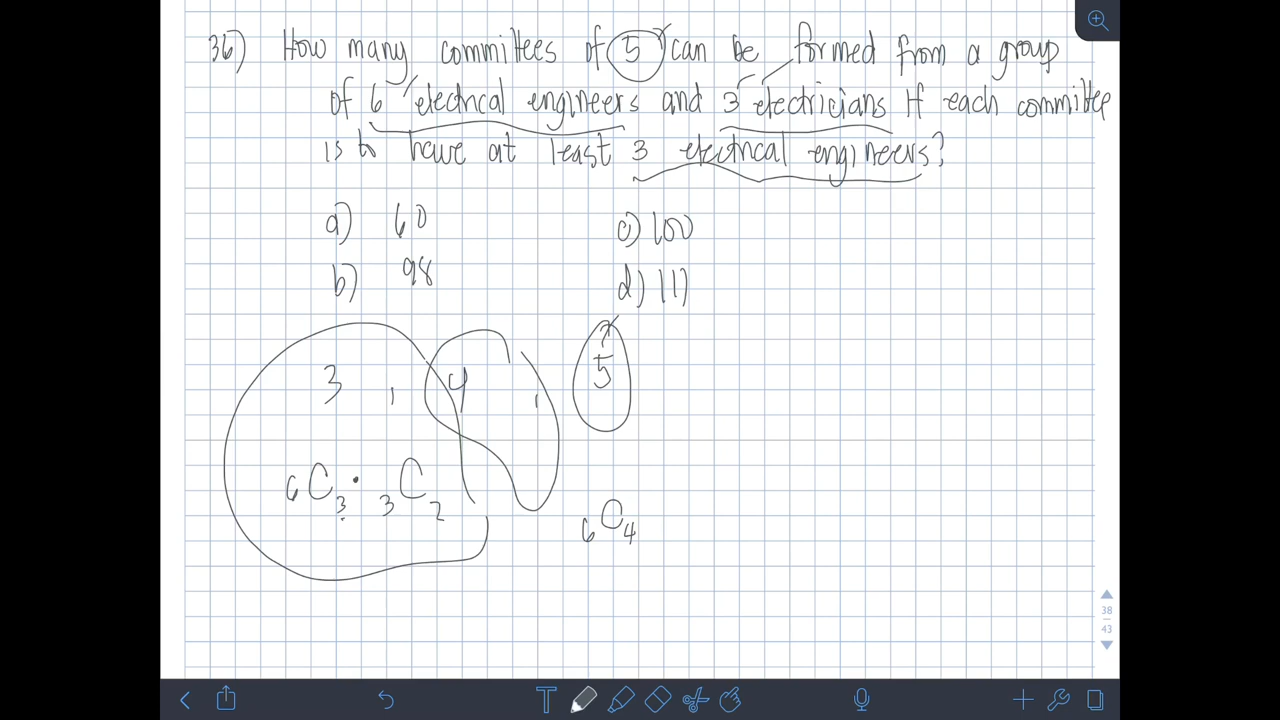 36) How many committees of 5 can be formed from a group
of 6 electrical engineers and 3 electricians if each committee
is to have at least 3 electrical engineers?
a) 60 c) 100
b) 98 d) 111
3 , 4 , 5
6C3 · 3C2
6C4
38
43
T